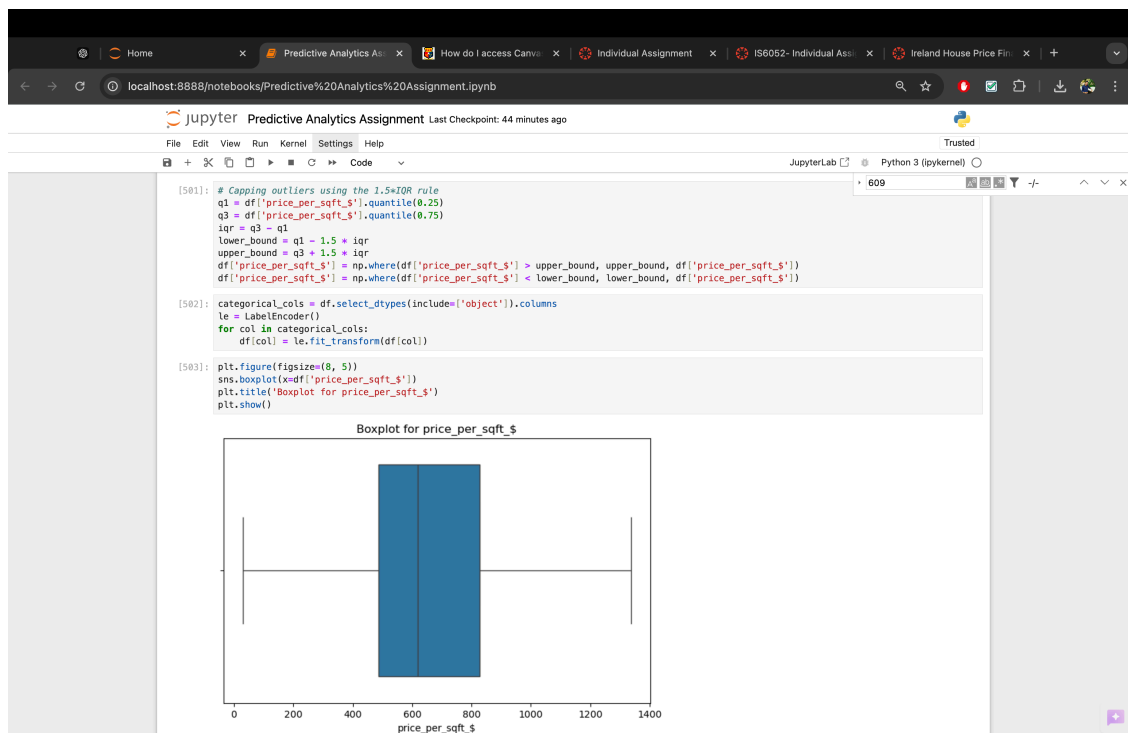 Home
Predictive Analytics Ass
How do I access Canva
Individual Assignment
IS6052- Individual Assi
Ireland House Price Fin
localhost:8888/notebooks/Predictive%20Analytics%20Assignment.ipynb
jupyter Predictive Analytics Assignment Last Checkpoint: 44 minutes ago
File Edit View Run Kernel Settings Help Trusted
Code JupyterLab Python 3 (ipykernel)
609 -/-
[501]: # Capping outliers using the 1.5*IQR rule
q1 = df['price_per_sqft_$'].quantile(0.25)
q3 = df['price_per_sqft_$'].quantile(0.75)
iqr = q3 - q1
lower_bound = q1 - 1.5 * iqr
upper_bound = q3 + 1.5 * iqr
df['price_per_sqft_$'] = np.where(df['price_per_sqft_$'] > upper_bound, upper_bound, df['price_per_sqft_$'])
df['price_per_sqft_$'] = np.where(df['price_per_sqft_$'] < lower_bound, lower_bound, df['price_per_sqft_$'])
[502]: categorical_cols = df.select_dtypes(include=['object']).columns
le = LabelEncoder()
for col in categorical_cols:
    df[col] = le.fit_transform(df[col])
[503]: plt.figure(figsize=(8, 5))
sns.boxplot(x=df['price_per_sqft_$'])
plt.title('Boxplot for price_per_sqft_$')
plt.show()
Boxplot for price_per_sqft_$
0 200 400 600 800 1000 1200 1400
price_per_sqft_$